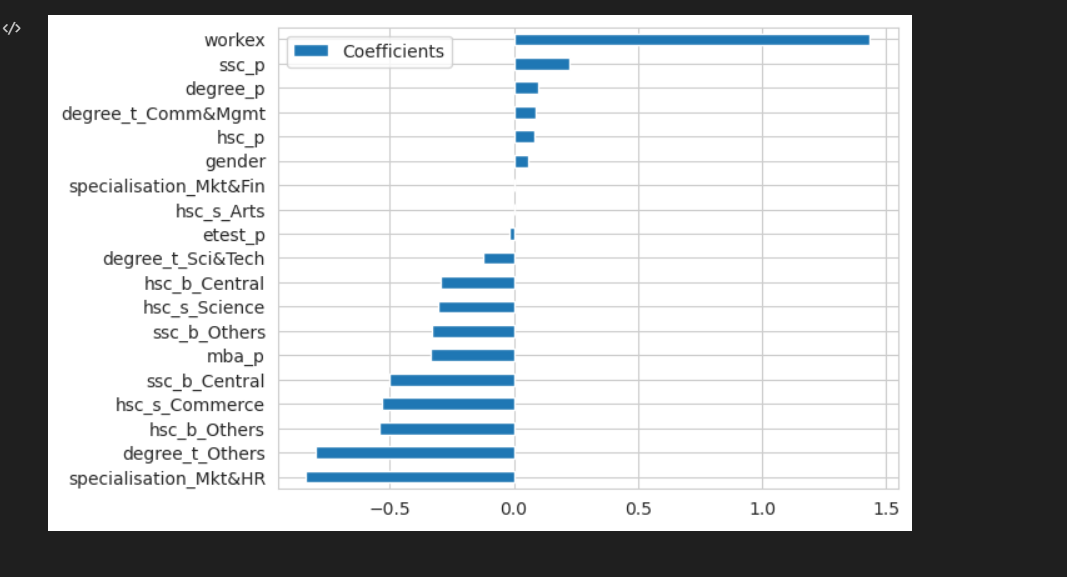 </>
Coefficients
workex
ssc_p
degree_p
degree_t_Comm&Mgmt
hsc_p
gender
specialisation_Mkt&Fin
hsc_s_Arts
etest_p
degree_t_Sci&Tech
hsc_b_Central
hsc_s_Science
ssc_b_Others
mba_p
ssc_b_Central
hsc_s_Commerce
hsc_b_Others
degree_t_Others
specialisation_Mkt&HR
−0.5 0.0 0.5 1.0 1.5